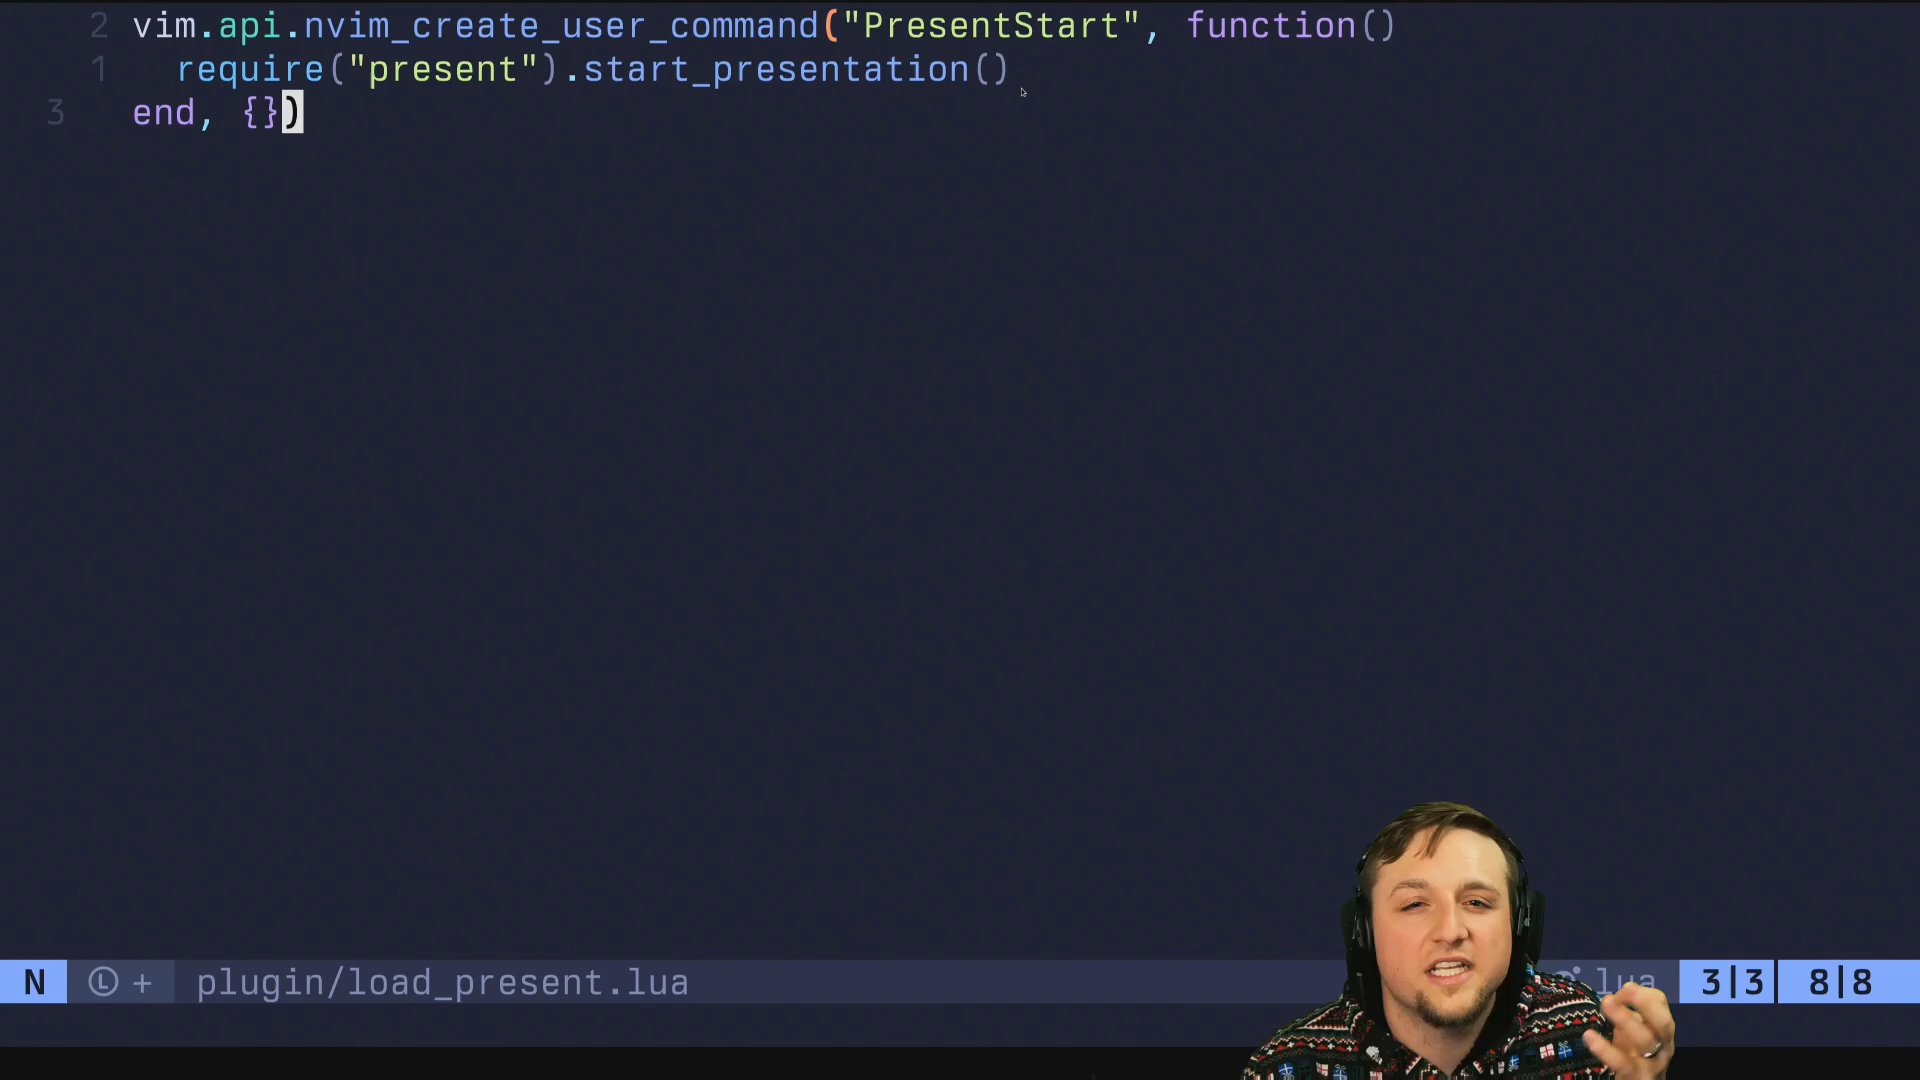 2 vim.api.nvim_create_user_command("PresentStart", function()
1 require("present").start_presentation()
3 end, {})
N L + plugin/load_present.lua lua 3|3 8|8